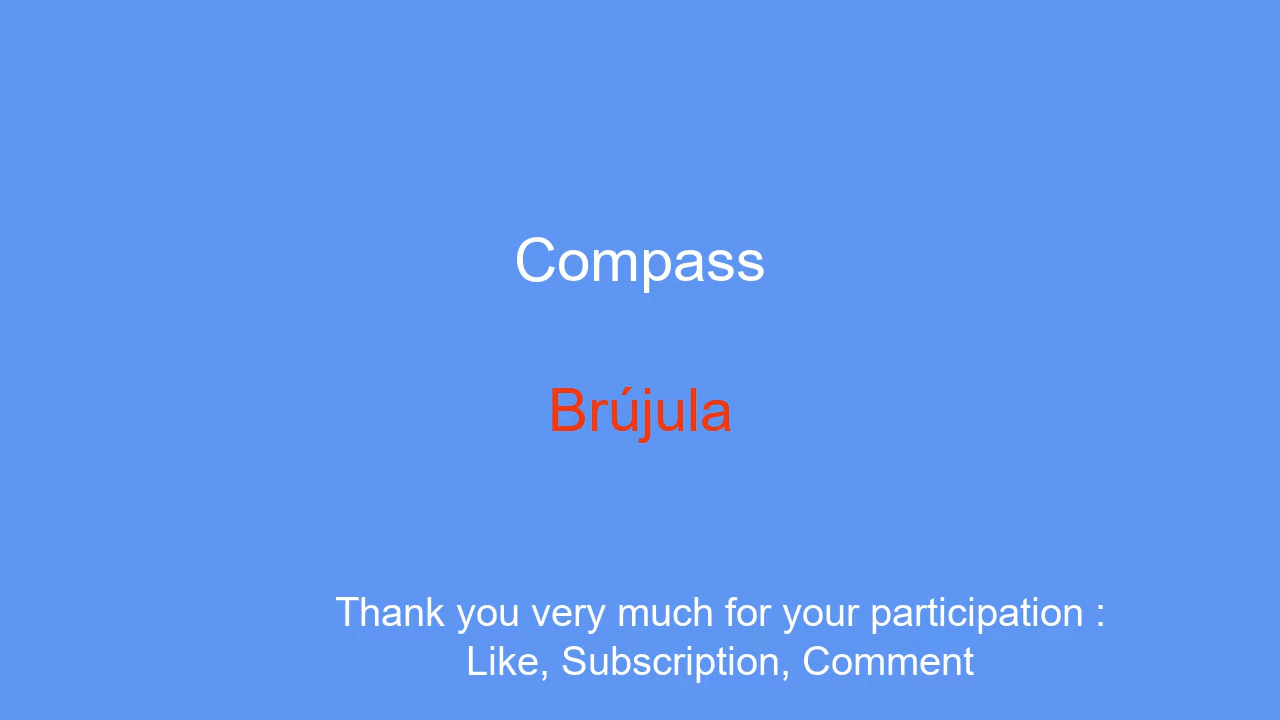 Compass
Brújula
Thank you very much for your participation :
Like, Subscription, Comment